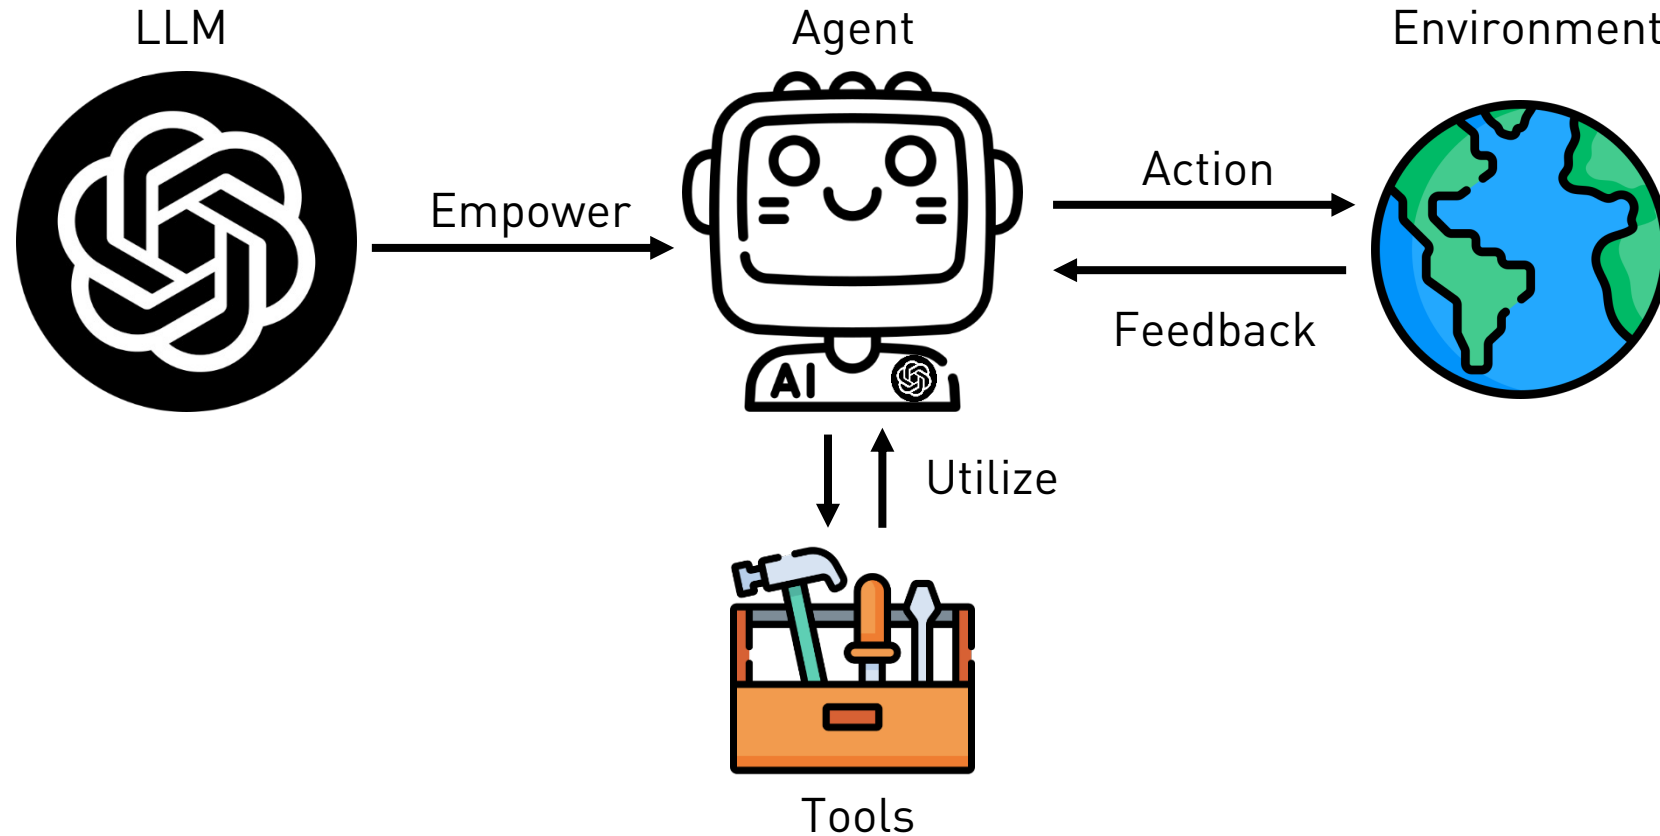 LLM
Agent
Environment
Empower
Action
Feedback
AI
Utilize
Tools